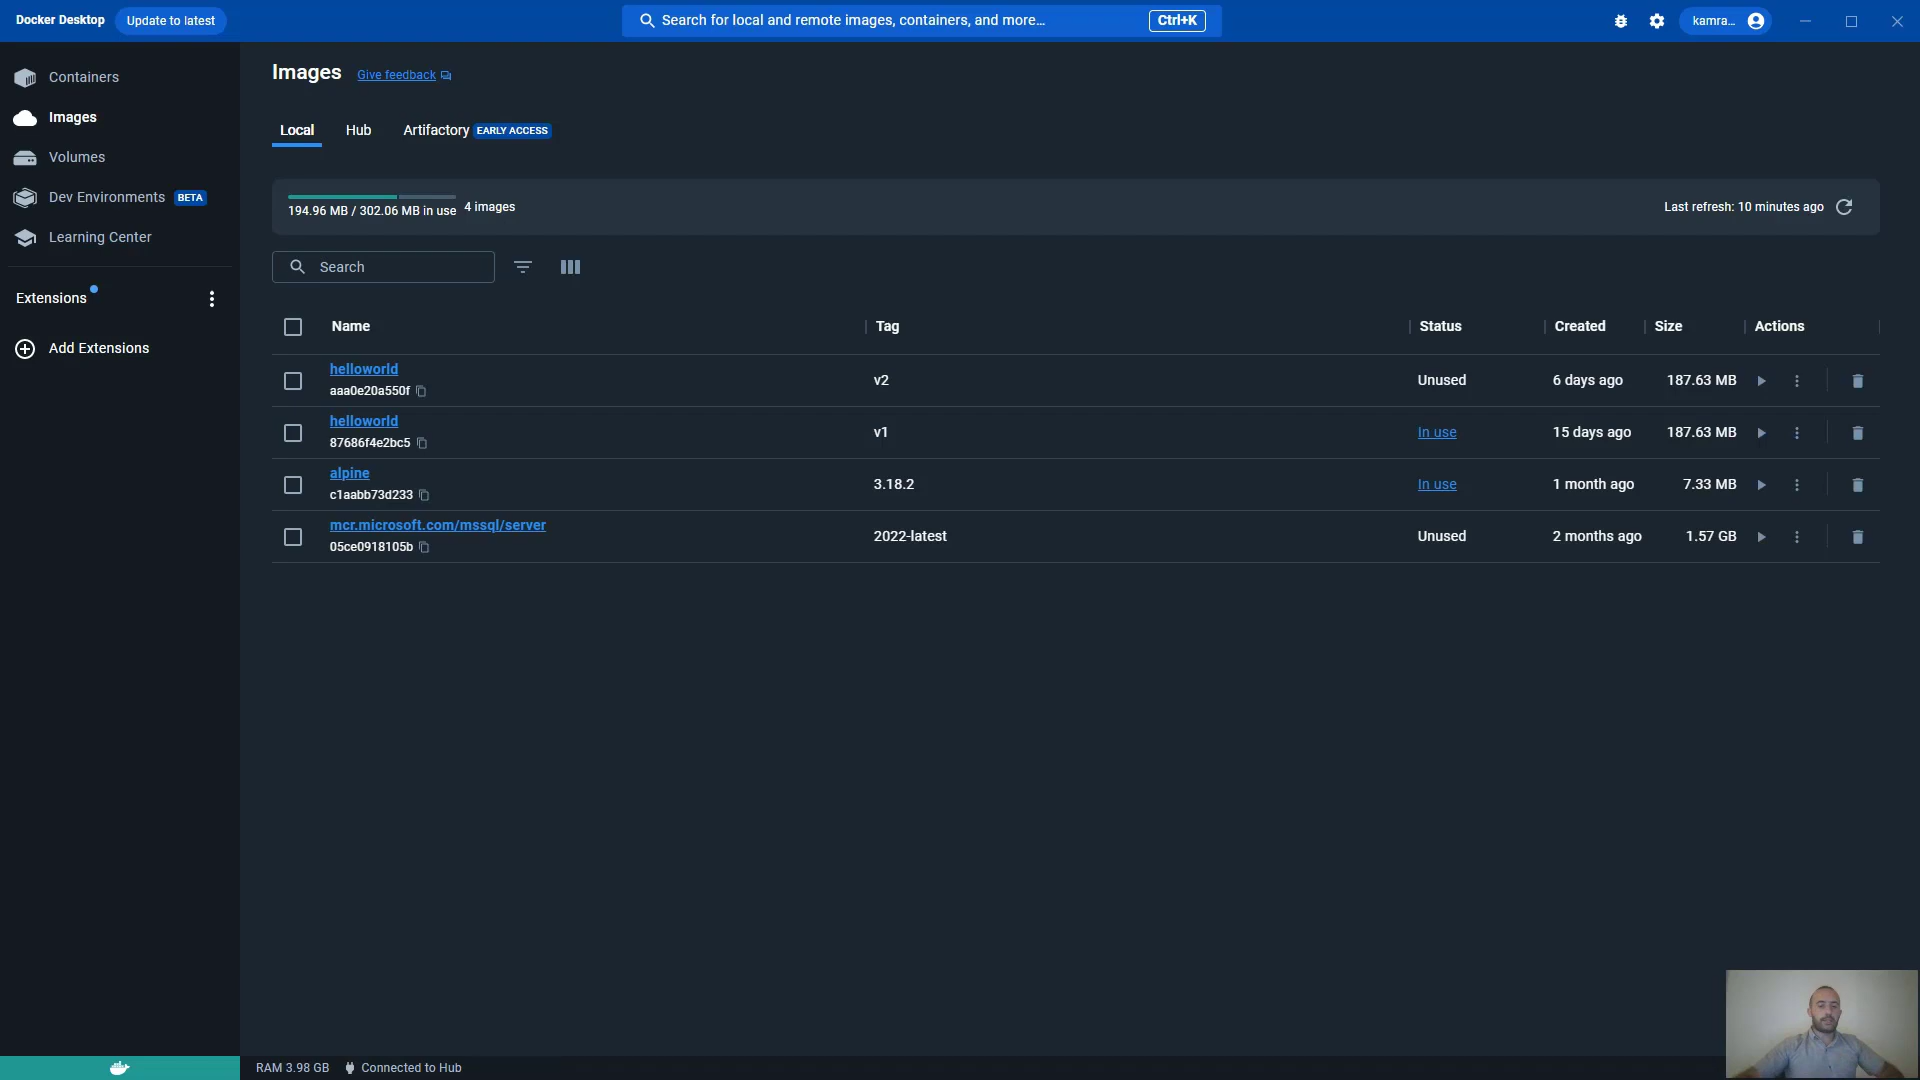 Docker Desktop
Update to latest
Search for local and remote images, containers, and more...
Ctrl+K
kamra...
Containers
Images
Volumes
Dev Environments BETA
Learning Center
Extensions
Add Extensions
Images
Give feedback
Local
Hub
Artifactory EARLY ACCESS
194.96 MB / 302.06 MB in use
4 images
Last refresh: 10 minutes ago
Search
Name Tag Status Created Size Actions
helloworld
aaa0e20a550f
v2 Unused 6 days ago 187.63 MB
helloworld
87686f4e2bc5
v1 In use 15 days ago 187.63 MB
alpine
c1aabb73d233
3.18.2 In use 1 month ago 7.33 MB
mcr.microsoft.com/mssql/server
05ce0918105b
2022-latest Unused 2 months ago 1.57 GB
RAM 3.98 GB
Connected to Hub